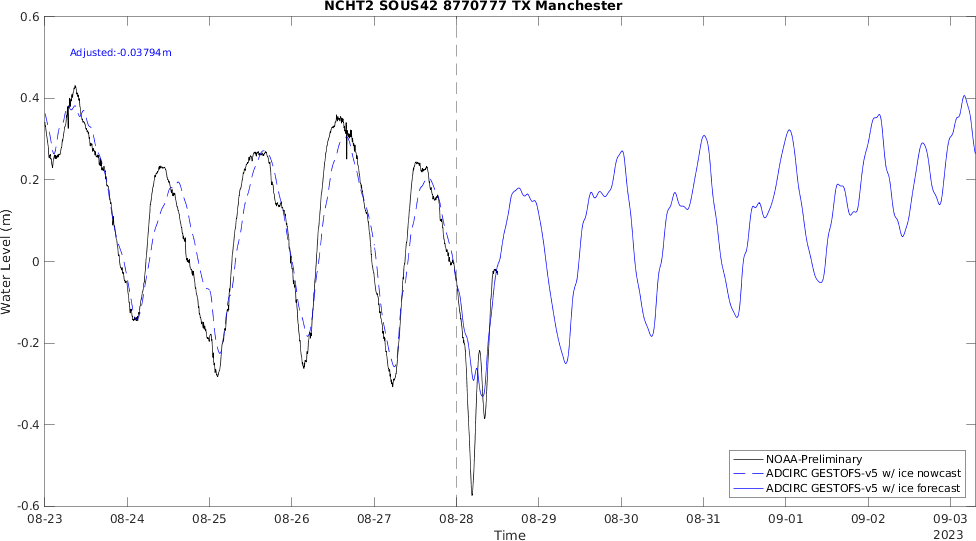 NCHT2 SOUS42 8770777 TX Manchester
Adjusted:-0.03794m
Water Level (m)
0.6
0.4
0.2
0
-0.2
-0.4
-0.6
NOAA-Preliminary
ADCIRC GESTOFS-v5 w/ ice nowcast
ADCIRC GESTOFS-v5 w/ ice forecast
08-23 08-24 08-25 08-26 08-27 08-28 08-29 08-30 08-31 09-01 09-02 09-03
2023
Time